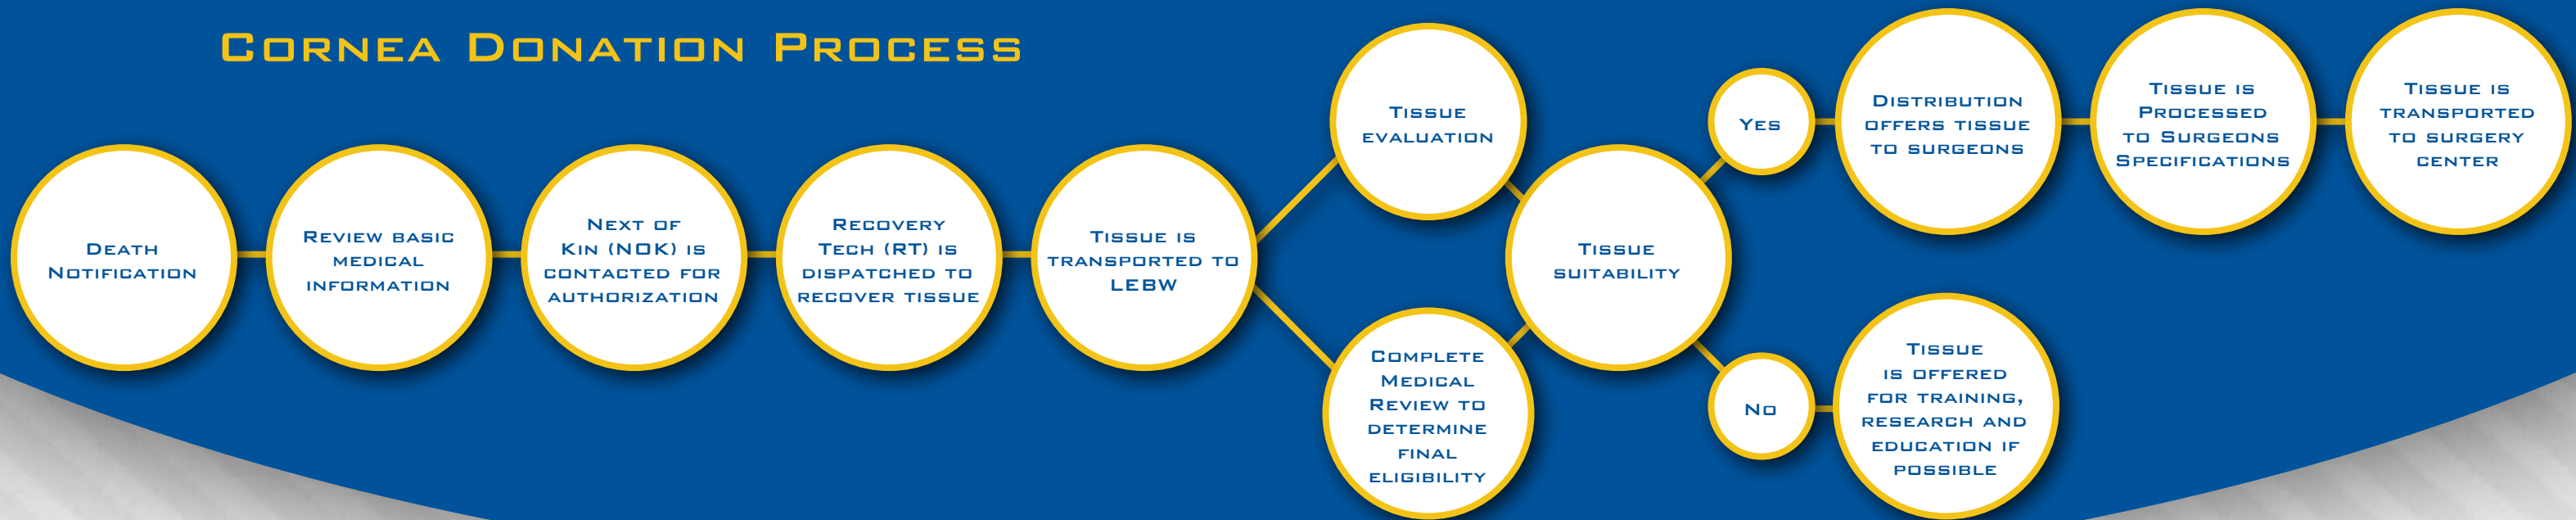 Cornea Donation Process
Death
Notification
Review basic
medical
information
Next of
Kin (NOK) is
contacted for
authorization
Recovery
Tech (RT) is
dispatched to
recover tissue
Tissue is
transported to
LEBW
Tissue
evaluation
Complete
Medical
Review to
determine
final
eligibility
Tissue
suitability
Yes
Distribution
offers tissue
to surgeons
Tissue is
Processed
to Surgeons
Specifications
Tissue is
transported
to surgery
center
No
Tissue
is offered
for training,
research and
education if
possible